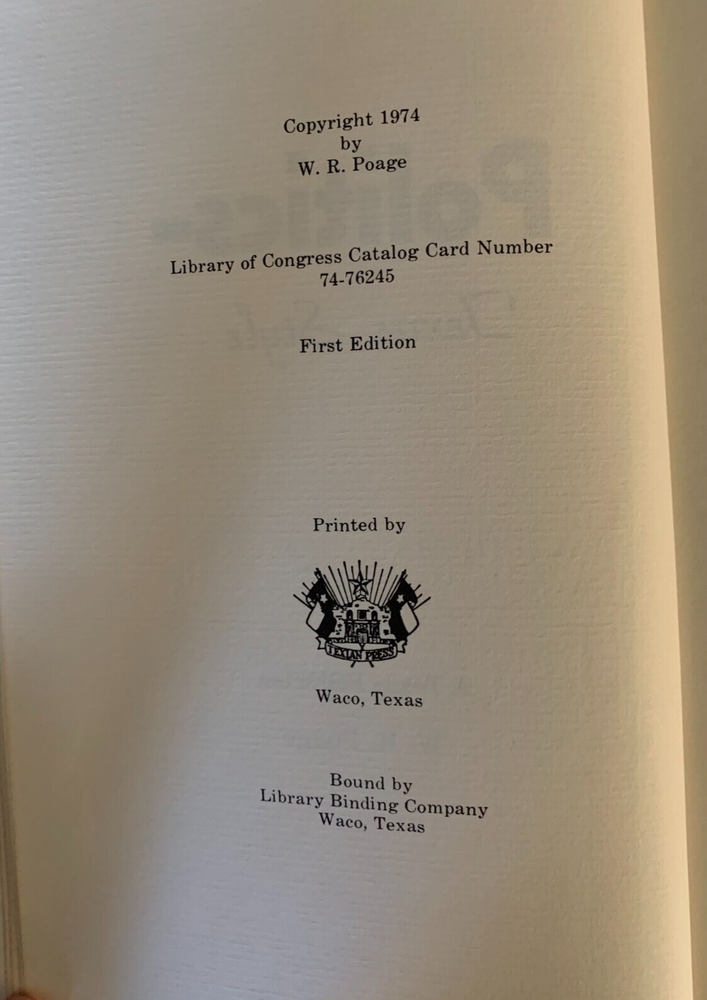 Copyright 1974
by
W. R. Poage
Library of Congress Catalog Card Number
74-76245
First Edition
Printed by
TEXIAN PRESS
Waco, Texas
Bound by
Library Binding Company
Waco, Texas